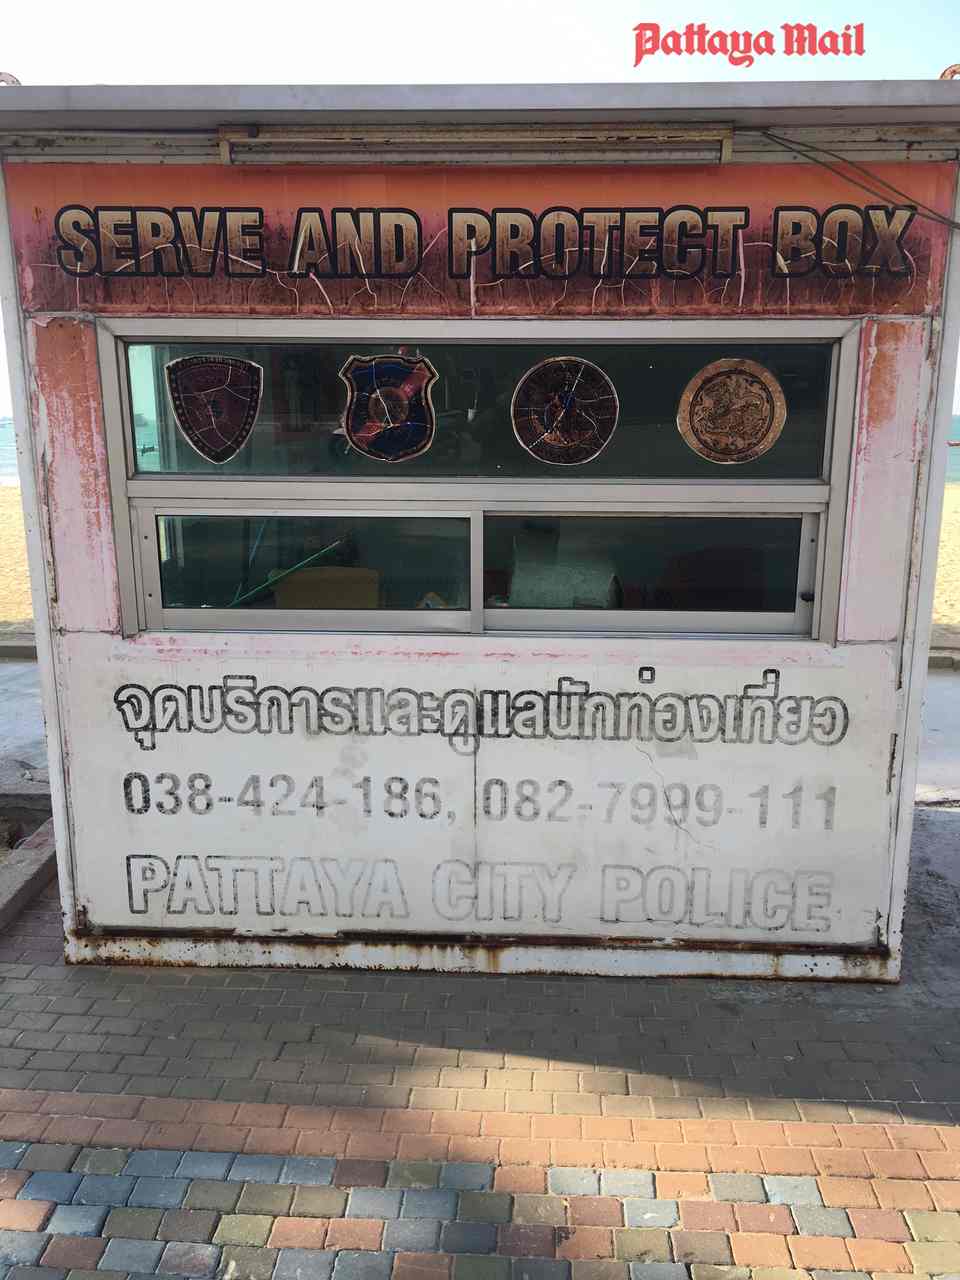 Pattaya Mail
SERVE AND PROTECT BOX
จุดบริการและดูแลนักท่องเที่ยว
038-424-186, 082-7999-111
PATTAYA CITY POLICE